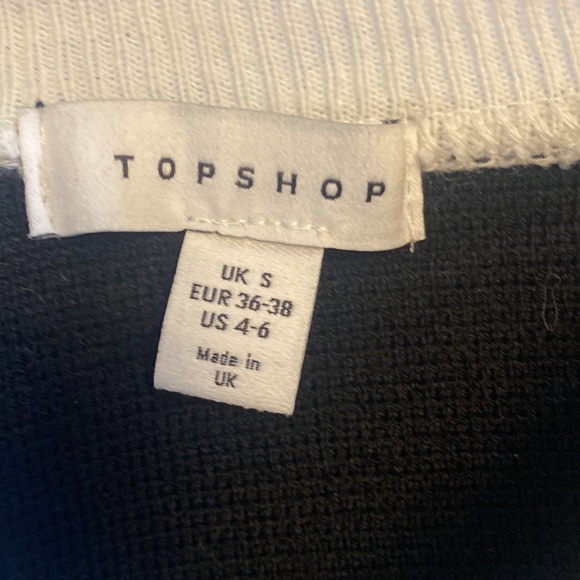 TOPSHOP
UK S
EUR 36-38
US 4-6
Made in
UK